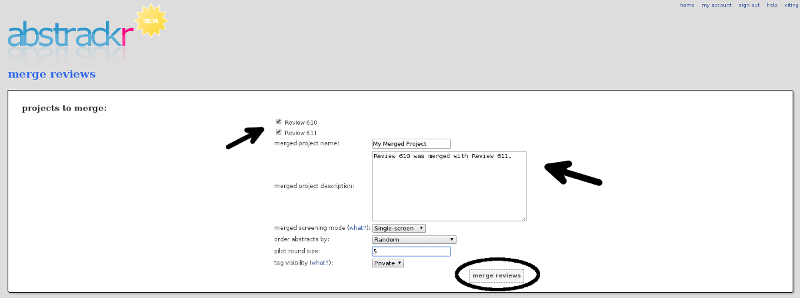 home my account sign out help citing
abstrackr BETA
merge reviews
projects to merge:
Review 610
Review 611
merged project name: My Merged Project
Review 610 was merged with Review 611.
merged project description:
merged screening mode (what?): Single-screen
order abstracts by: Random
pilot round size: 5
tag visibility (what?): Private
merge reviews